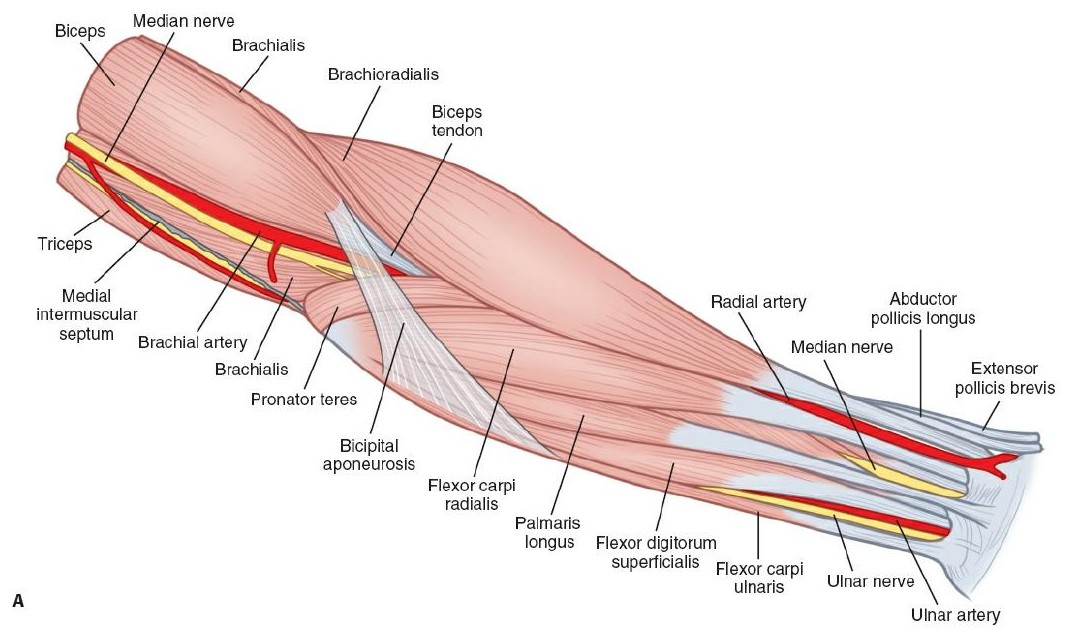 Median nerve
Biceps
Brachialis
Brachioradialis
Biceps
tendon
Triceps
Medial
intermuscular
septum
Brachial artery
Brachialis
Pronator teres
Bicipital
aponeurosis
Flexor carpi
radialis
Palmaris
longus
Flexor digitorum
superficialis
Flexor carpi
ulnaris
Ulnar nerve
Ulnar artery
Radial artery
Abductor
pollicis longus
Median nerve
Extensor
pollicis brevis
A